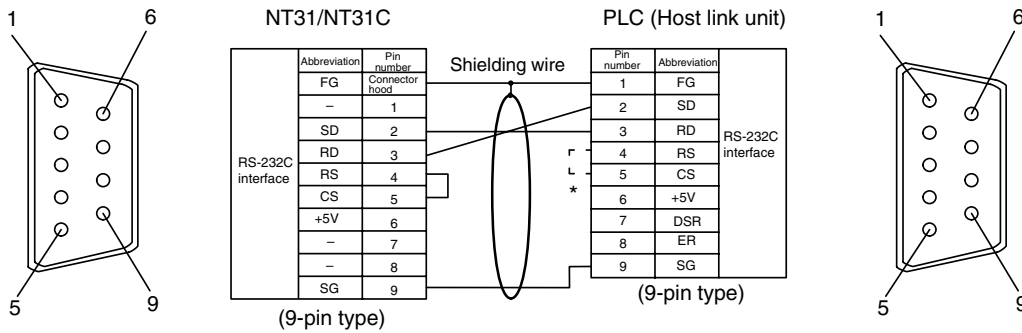 NT31/NT31C
PLC (Host link unit)
1
6
5
9
Abbreviation Pin number
FG Connector hood
– 1
SD 2
RD 3
RS 4
CS 5
+5V 6
– 7
– 8
SG 9
RS-232C interface
(9-pin type)
Shielding wire
*
Pin number Abbreviation
1 FG
2 SD
3 RD
4 RS
5 CS
6 +5V
7 DSR
8 ER
9 SG
RS-232C interface
(9-pin type)
1
6
5
9